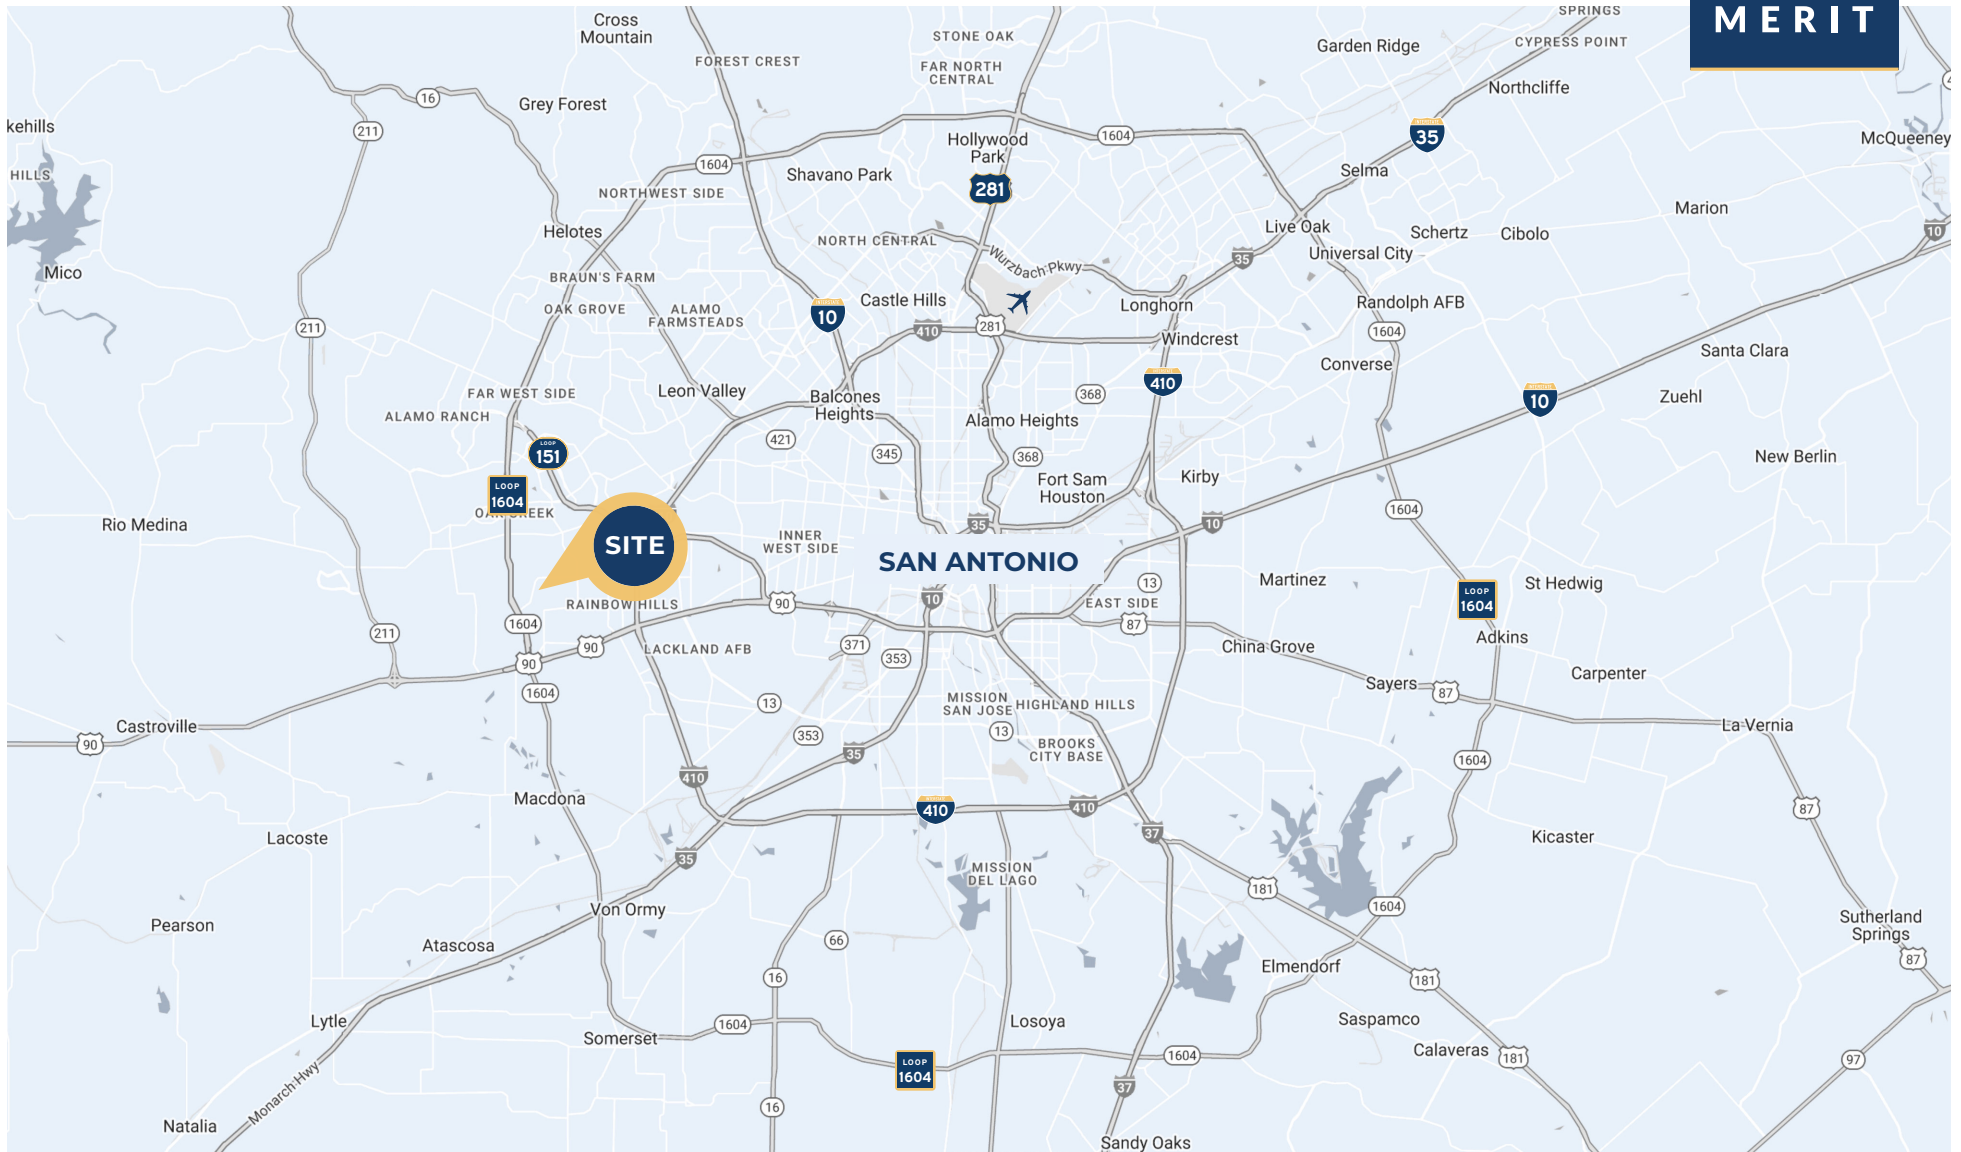 MERIT
SPRINGS
Cross
Mountain
STONE OAK
Garden Ridge
CYPRESS POINT
FOREST CREST
FAR NORTH
CENTRAL
Northcliffe
16
Grey Forest
kehills
211
1604
INTERSTATE
35
Hollywood
Park
McQueeney
1604
Shavano Park
Selma
HILLS
NORTHWEST SIDE
281
Marion
Helotes
NORTH CENTRAL
Live Oak
Schertz
Cibolo
10
Wurzbach Pkwy
35
Universal City
Mico
BRAUN'S FARM
OAK GROVE
ALAMO
FARMSTEADS
INTERSTATE
10
Castle Hills
Longhorn
Randolph AFB
211
410
281
Windcrest
1604
Santa Clara
Converse
FAR WEST SIDE
Leon Valley
Balcones
Heights
368
INTERSTATE
410
INTERSTATE
10
Zuehl
ALAMO RANCH
Alamo Heights
421
345
368
LOOP
151
New Berlin
LOOP
1604
Fort Sam
Houston
Kirby
OAK CREEK
1604
Rio Medina
35
10
SITE
INNER
WEST SIDE
SAN ANTONIO
13
Martinez
St Hedwig
LOOP
1604
RAINBOW HILLS
90
10
EAST SIDE
87
211
1604
90
LACKLAND AFB
371
353
China Grove
Adkins
90
1604
Carpenter
Sayers
87
13
MISSION
SAN JOSE
HIGHLAND HILLS
Castroville
La Vernia
90
353
35
13
BROOKS
CITY BASE
1604
410
Macdona
INTERSTATE
410
410
87
Lacoste
37
Kicaster
35
MISSION
DEL LAGO
181
1604
Von Ormy
Pearson
Sutherland
Springs
Atascosa
66
87
16
Elmendorf
181
Lytle
1604
Losoya
Saspamco
Somerset
Calaveras
181
1604
97
LOOP
1604
37
Monarch Hwy
16
Natalia
Sandy Oaks